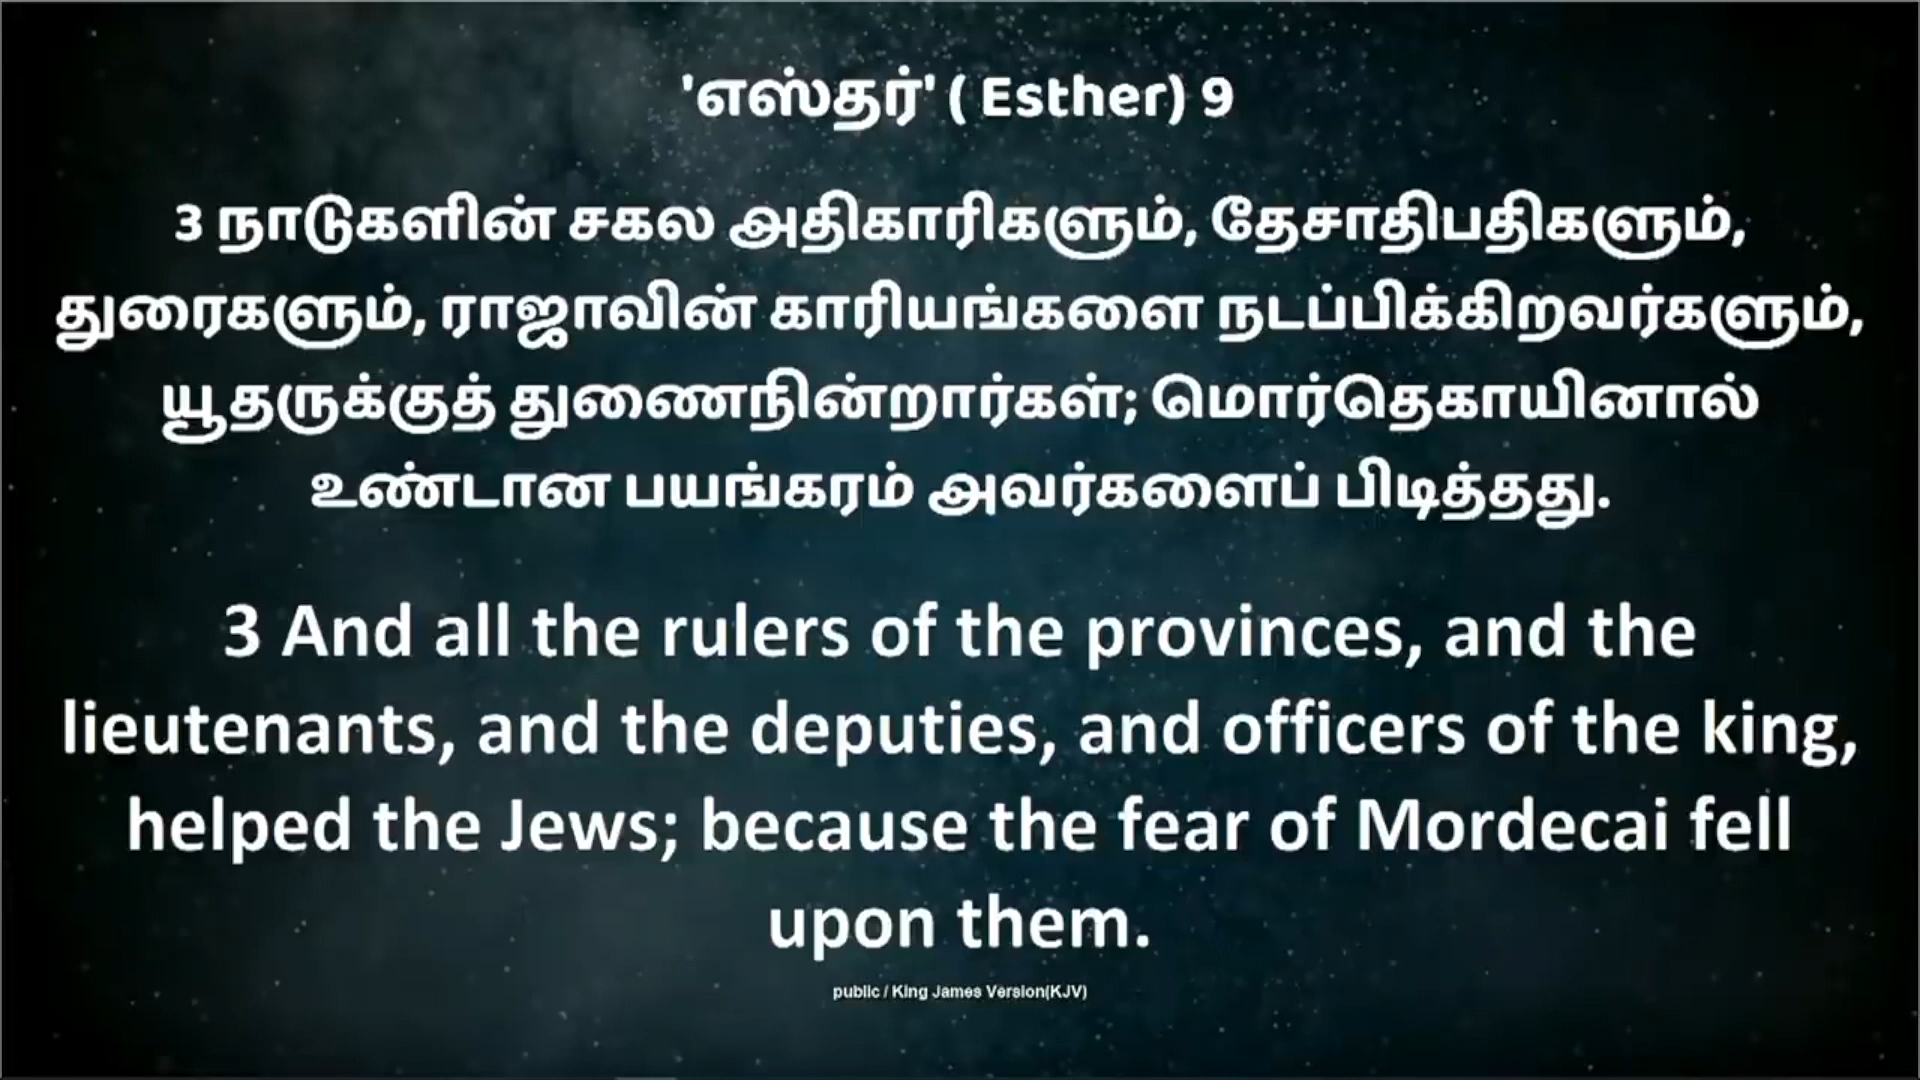 'எஸ்தர்' ( Esther) 9
3 நாடுகளின் சகல அதிகாரிகளும், தேசாதிபதிகளும்,
துரைகளும், ராஜாவின் காரியங்களை நடப்பிக்கிறவர்களும்,
யூதருக்குத் துணைநின்றார்கள்; மொர்தெகாயினால்
உண்டான பயங்கரம் அவர்களைப் பிடித்தது.
3 And all the rulers of the provinces, and the
lieutenants, and the deputies, and officers of the king,
helped the Jews; because the fear of Mordecai fell
upon them.
public / King James Version(KJV)